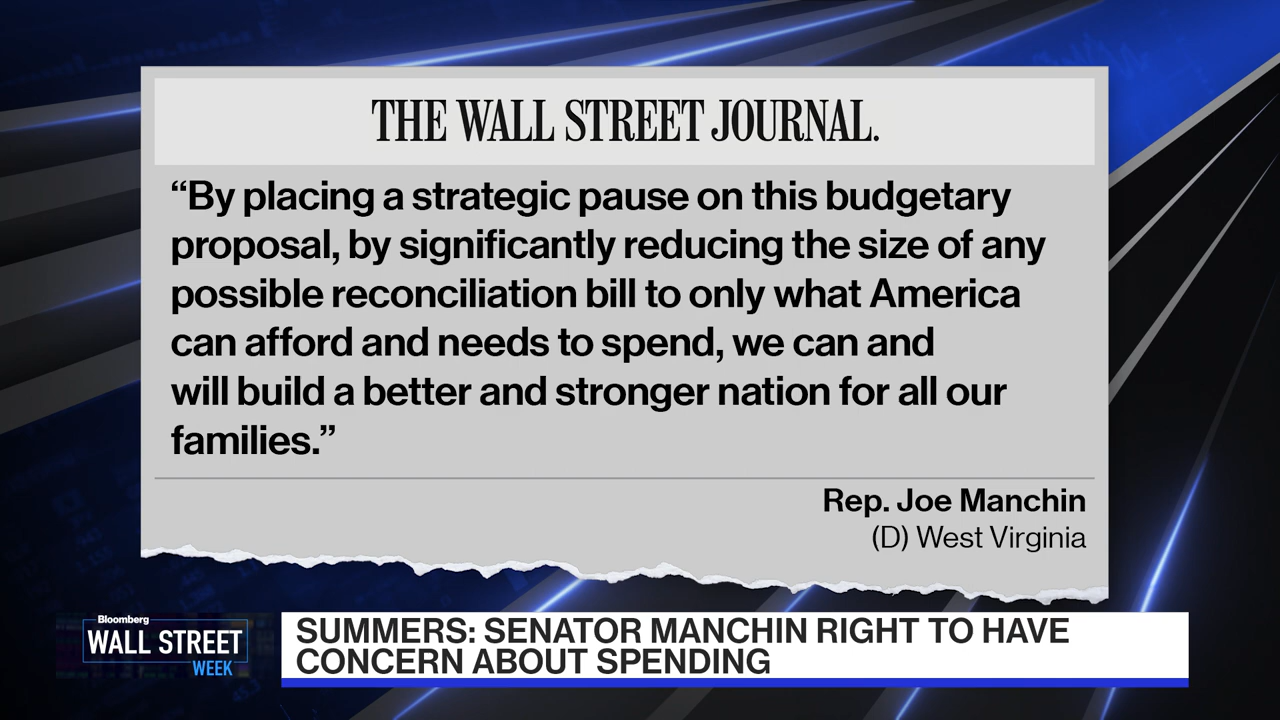 THE WALL STREET JOURNAL.
“By placing a strategic pause on this budgetary
proposal, by significantly reducing the size of any
possible reconciliation bill to only what America
can afford and needs to spend, we can and
will build a better and stronger nation for all our
families.”
Rep. Joe Manchin
(D) West Virginia
Bloomberg
WALL STREET
WEEK
SUMMERS: SENATOR MANCHIN RIGHT TO HAVE
CONCERN ABOUT SPENDING